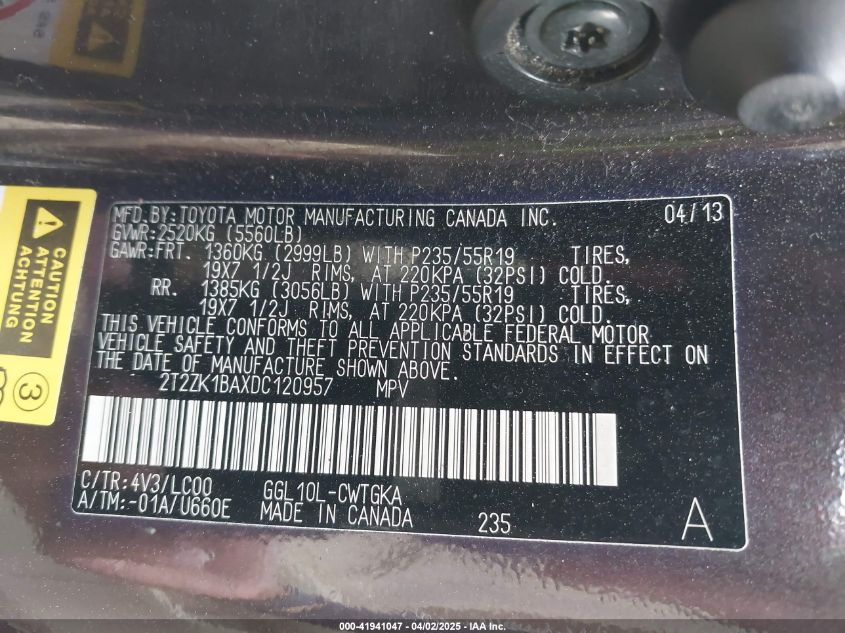 MFD.BY:TOYOTA MOTOR MANUFACTURING CANADA INC. 04/13
GVWR:2520KG (5560LB)
GAWR:FRT. 1360KG (2999LB) WITH P235/55R19 TIRES,
19X7 1/2J RIMS, AT 220KPA (32PSI) COLD.
RR. 1385KG (3056LB) WITH P235/55R19 TIRES,
19X7 1/2J RIMS, AT 220KPA (32PSI) COLD.
THIS VEHICLE CONFORMS TO ALL APPLICABLE FEDERAL MOTOR
VEHICLE SAFETY AND THEFT PREVENTION STANDARDS IN EFFECT ON
THE DATE OF MANUFACTURE SHOWN ABOVE.
2T2ZK1BAXDC120957 MPV
C/TR:4V3/LC00 GGL10L-CWTGKA
A/TM:-01A/U660E MADE IN CANADA 235 A
CAUTION
ATTENTION
3
000-41941047 - 04/02/2025 - IAA Inc.